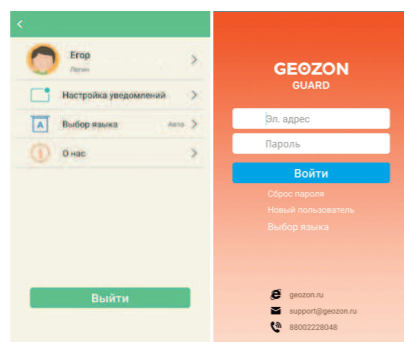 Егор
Логин
Настройка уведомлений
Выбор языка
Авто
A
О нас
Выйти
GEOZON
GUARD
Эл. адрес
Пароль
Войти
Сброс пароля
Новый пользователь
Выбор языка
geozon.ru
support@geozon.ru
88002228048